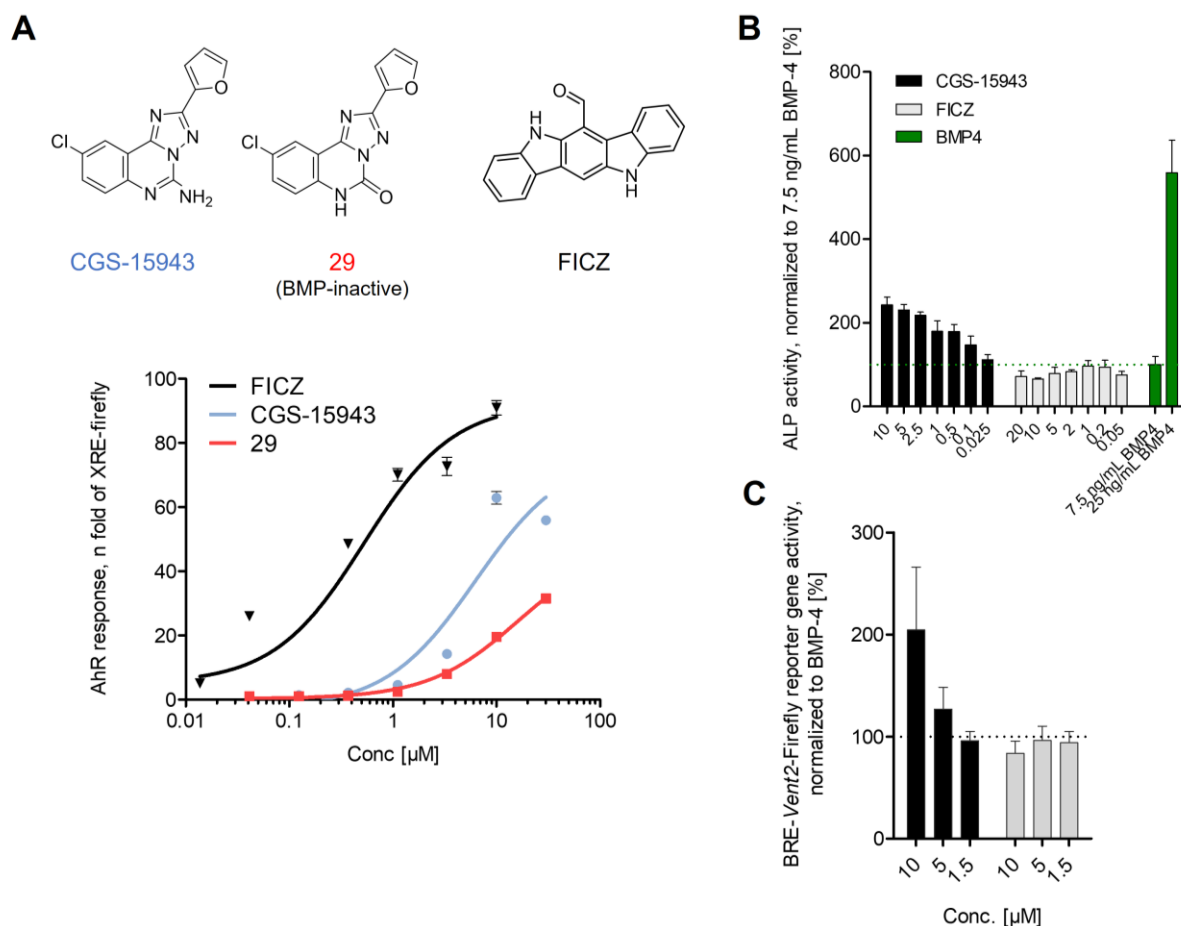 A
O
N
N
N
Cl
N
NH₂
CGS-15943
O
N
N
N
Cl
N
H
O
29
(BMP-inactive)
O
H
N
N
H
FICZ
AhR response, n fold of XRE-firefly
100
80
60
40
20
0
FICZ
CGS-15943
29
0.01
0.1
1
10
100
Conc [µM]
B
ALP activity, normalized to 7.5 ng/mL BMP-4 [%]
800
600
400
200
0
CGS-15943
FICZ
BMP4
10
5
2.5
1
0.5
0.1
0.025
20
10
5
2
1
0.2
0.05
7.5 pg/mL BMP4
25 ng/mL BMP4
C
BRE-Vent2-Firefly reporter gene activity,
normalized to BMP-4 [%]
300
200
100
0
10
5
1.5
10
5
1.5
Conc. [µM]